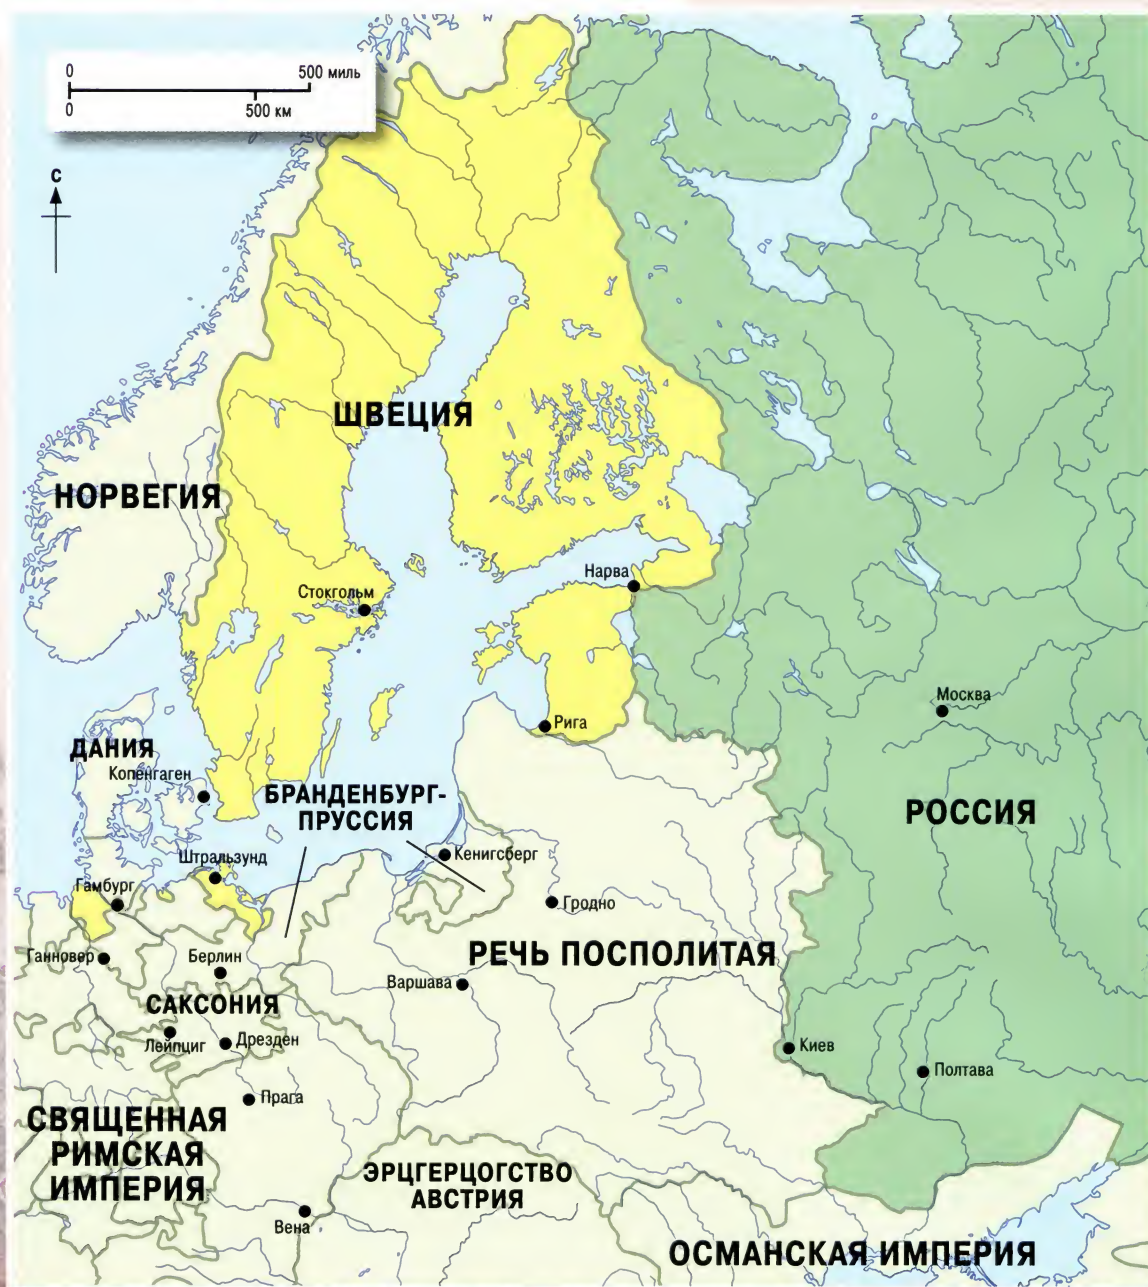 0 500 миль
0 500 км
С
ШВЕЦИЯ
НОРВЕГИЯ
Стокгольм
Нарва
Рига
Москва
ДАНИЯ
Копенгаген
БРАНДЕНБУРГ-
ПРУССИЯ
РОССИЯ
Штральзунд
Кенигсберг
Гамбург
Гродно
Ганновер
Берлин
РЕЧЬ ПОСПОЛИТАЯ
Варшава
САКСОНИЯ
Лейпциг
Дрезден
Киев
Полтава
Прага
СВЯЩЕННАЯ
РИМСКАЯ
ИМПЕРИЯ
ЭРЦГЕРЦОГСТВО
АВСТРИЯ
Вена
ОСМАНСКАЯ ИМПЕРИЯ